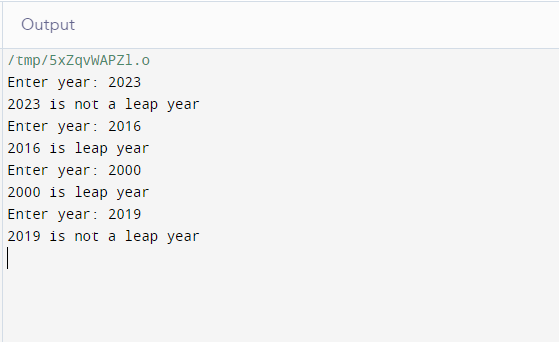 Output
/tmp/5xZqvWAPZl.o
Enter year: 2023
2023 is not a leap year
Enter year: 2016
2016 is leap year
Enter year: 2000
2000 is leap year
Enter year: 2019
2019 is not a leap year